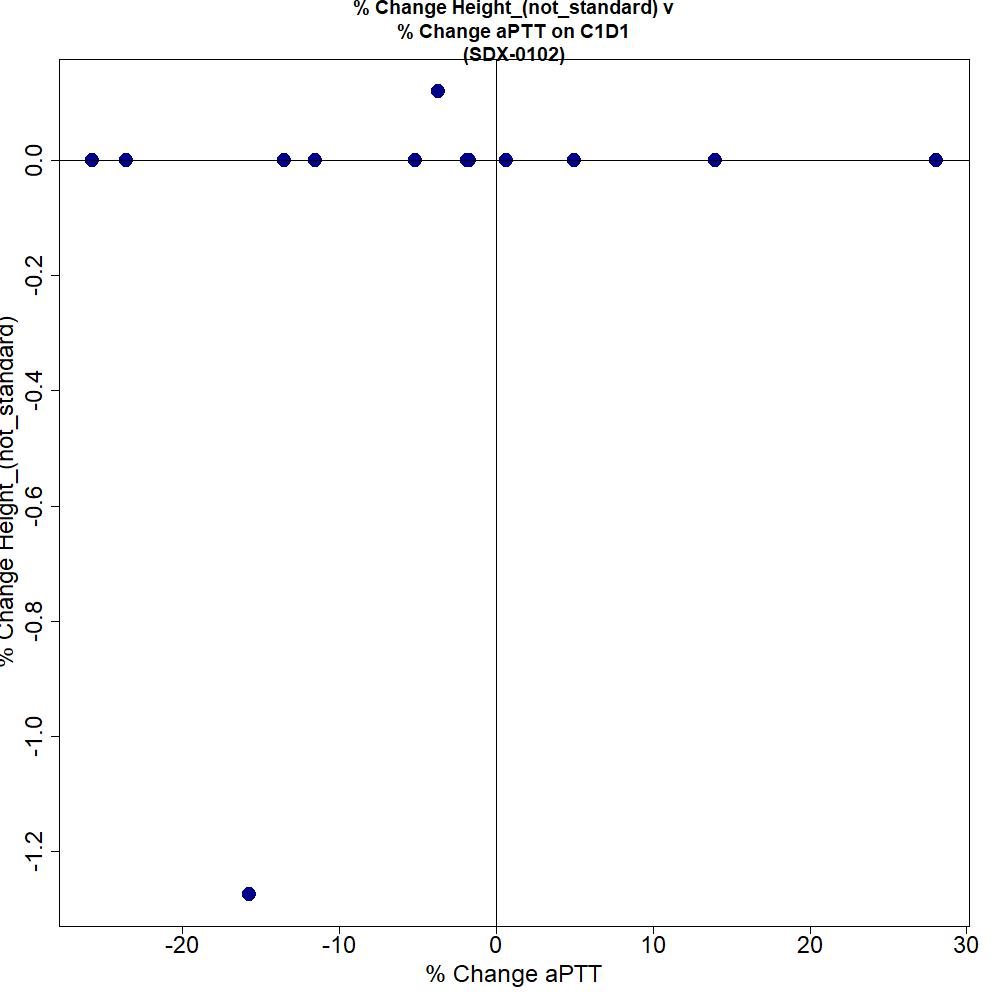 % Change Height_(not_standard) v
% Change aPTT on C1D1
(SDX-0102)
% Change Height_(not_standard)
0.0
-0.2
-0.4
-0.6
-0.8
-1.0
-1.2
-20
-10
0
10
20
30
% Change aPTT